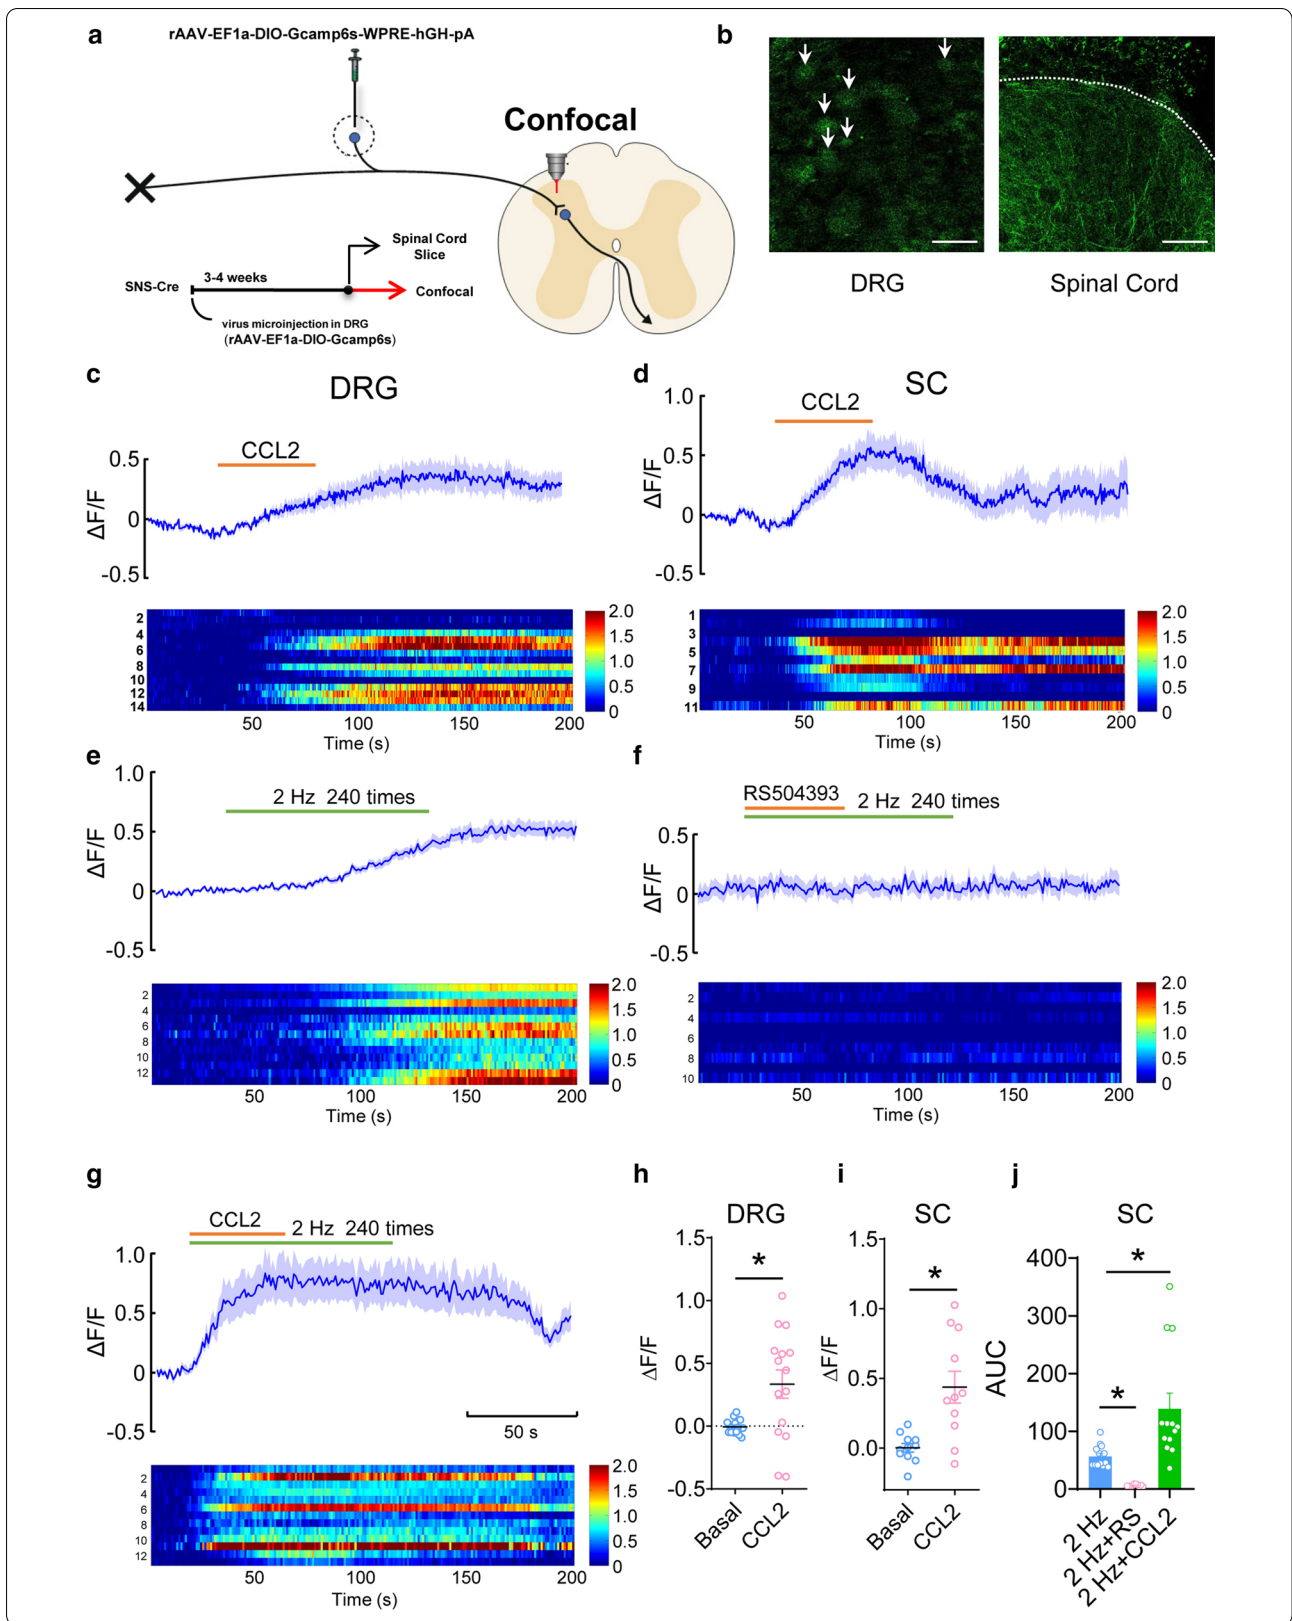 a
rAAV-EF1a-DIO-Gcamp6s-WPRE-hGH-pA
Confocal
Spinal Cord
Slice
SNS-Cre
3-4 weeks
Confocal
virus microinjection in DRG
(rAAV-EF1a-DIO-Gcamp6s)
b
DRG
Spinal Cord
c
DRG
CCL2
0.5
0
-0.5
ΔF/F
2
4
6
8
10
12
14
2.0
1.5
1.0
0.5
0
50
100
150
200
Time (s)
d
SC
CCL2
1.0
0.5
0
-0.5
ΔF/F
1
3
5
7
9
11
2.0
1.5
1.0
0.5
0
50
100
150
200
Time (s)
e
2 Hz 240 times
1.0
0.5
0
-0.5
ΔF/F
2
4
6
8
10
12
2.0
1.5
1.0
0.5
0
50
100
150
200
Time (s)
f
RS504393
2 Hz 240 times
0.5
0
-0.5
ΔF/F
2
4
6
8
10
2.0
1.5
1.0
0.5
0
50
100
150
200
Time (s)
g
CCL2
2 Hz 240 times
1.0
0.5
0
-0.5
ΔF/F
50 s
2
4
6
8
10
12
2.0
1.5
1.0
0.5
0
50
100
150
200
Time (s)
h
DRG
1.5
1.0
0.5
0.0
-0.5
ΔF/F
*
Basal
CCL2
i
SC
1.5
1.0
0.5
0.0
ΔF/F
*
Basal
CCL2
j
SC
400
300
200
100
0
AUC
*
*
2 Hz
2 Hz+RS
2 Hz+CCL2